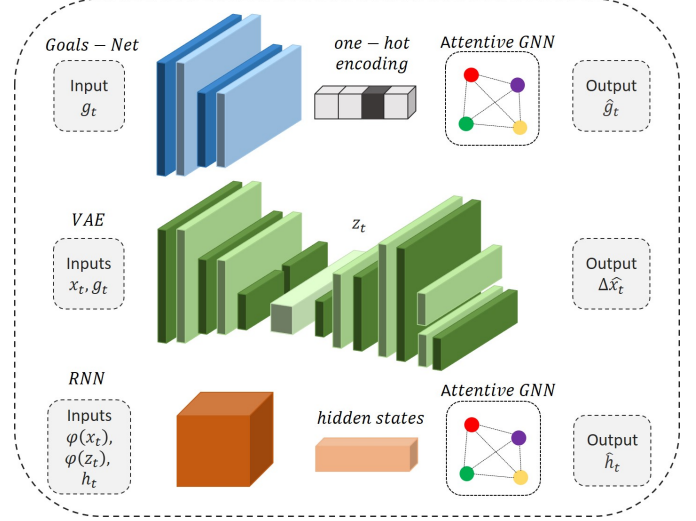 Goals − Net
one − hot
encoding
Attentive GNN
Input
g_t
Output
ĝ_t
VAE
z_t
Inputs
x_t, g_t
Output
Δx̂_t
RNN
Inputs
φ(x_t),
φ(z_t),
h_t
hidden states
Attentive GNN
Output
ĥ_t